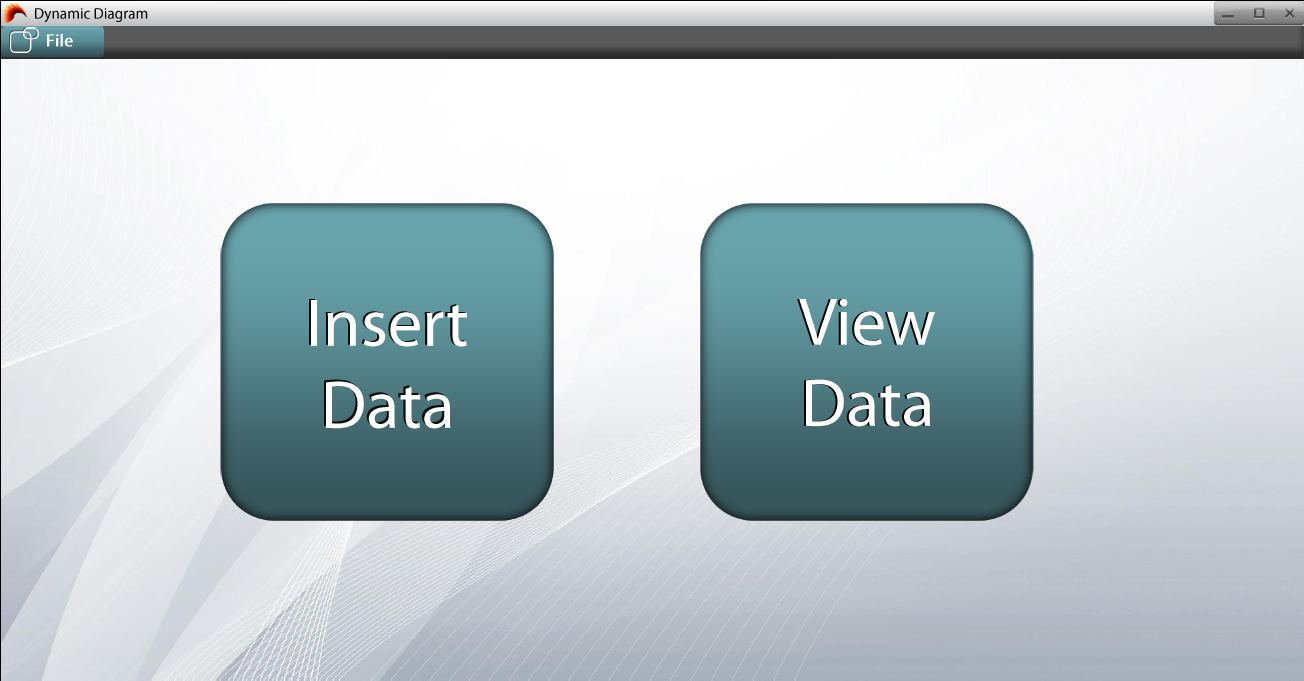 Dynamic Diagram
File
Insert
Data
View
Data